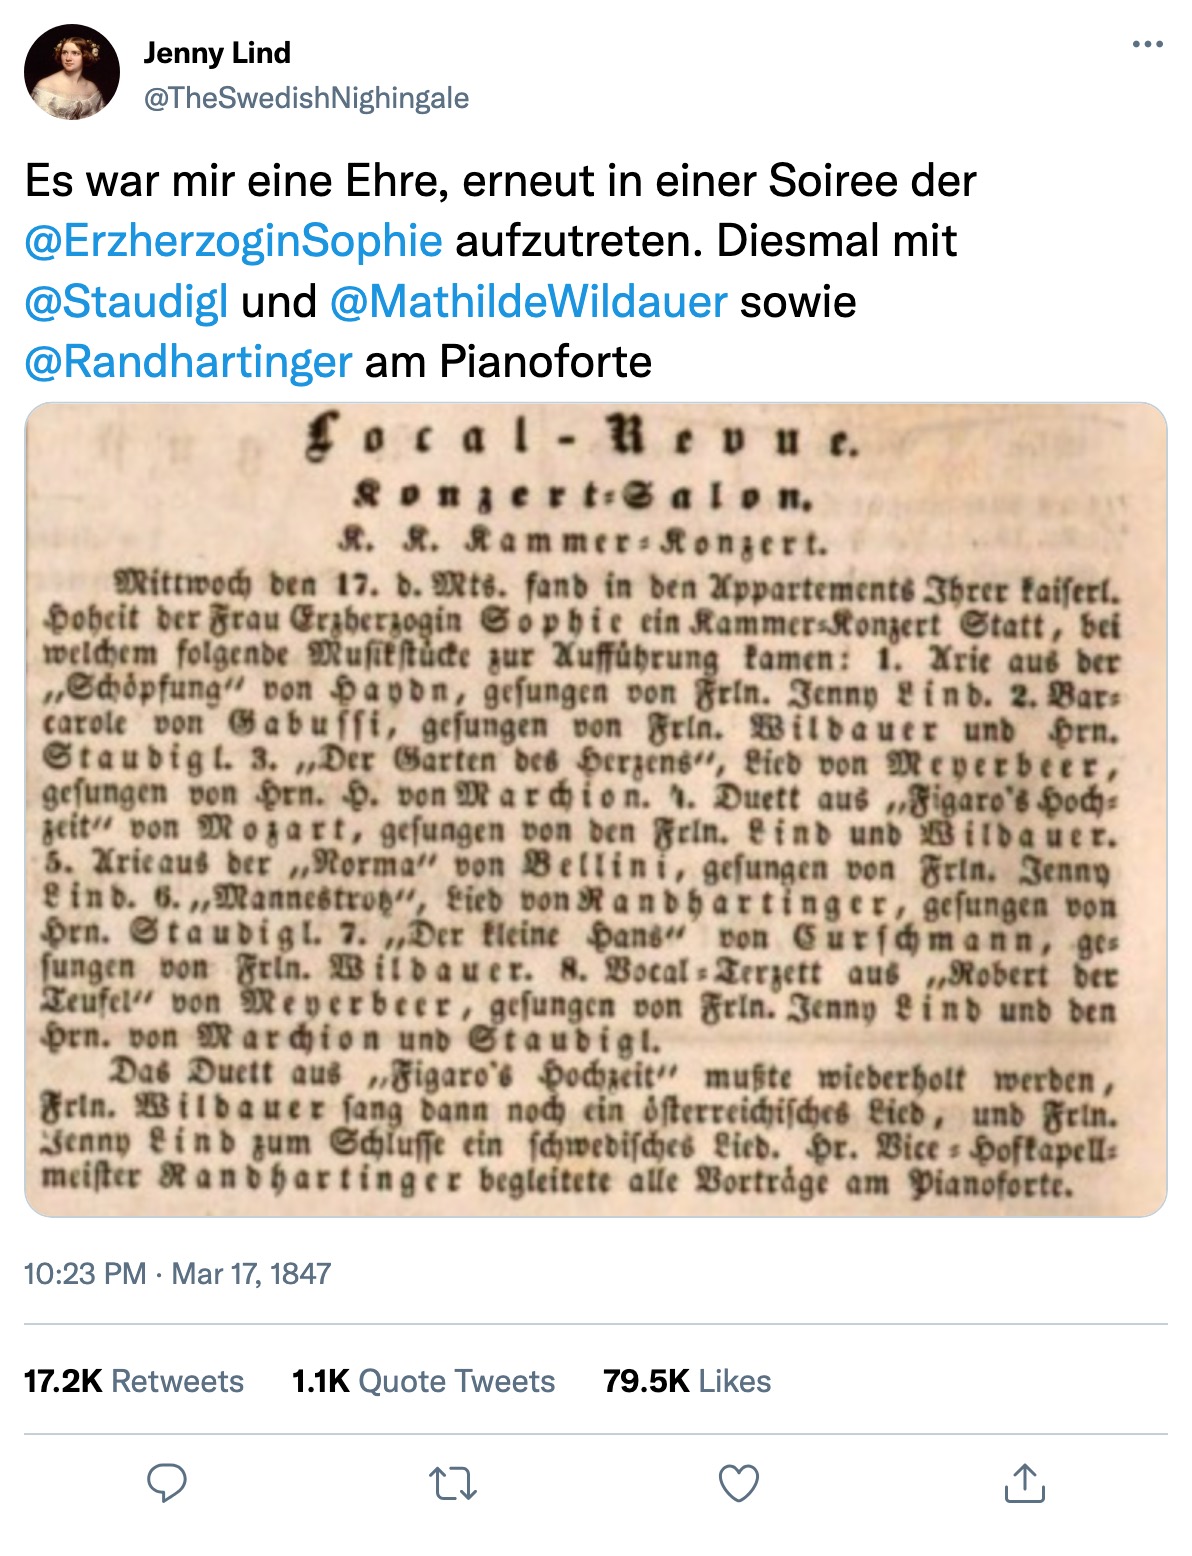 Jenny Lind
@TheSwedishNighingale
Es war mir eine Ehre, erneut in einer Soiree der
@ErzherzoginSophie aufzutreten. Diesmal mit
@Staudigl und @MathildeWildauer sowie
@Randhartinger am Pianoforte
Local-Revue.
Konzert-Salon.
K. K. Kammer-Konzert.
Mittwoch den 17. d. Mts. fand in den Appartements Ihrer kaiserl.
Hoheit der Frau Erzherzogin Sophie ein Kammer-Konzert Statt, bei
welchem folgende Musikstücke zur Aufführung kamen: 1. Arie aus der
„Schöpfung“ von Haydn, gesungen von Frln. Jenny Lind. 2. Bar-
carole von Gabussi, gesungen von Frln. Wildauer und Hrn.
Staudigl. 3. „Der Garten des Herzens“, Lied von Meyerbeer,
gesungen von Hrn. H. von Marchion. 4. Duett aus „Figaro's Hoch-
zeit“ von Mozart, gesungen von den Frln. Lind und Wildauer.
5. Arie aus der „Norma“ von Bellini, gesungen von Frln. Jenny
Lind. 6. „Mannestrotz“, Lied von Randhartinger, gesungen von
Hrn. Staudigl. 7. „Der kleine Hans“ von Curschmann, ge-
sungen von Frln. Wildauer. 8. Vocal-Terzett aus „Robert der
Teufel“ von Meyerbeer, gesungen von Frln. Jenny Lind und den
Hrn. von Marchion und Staudigl.
Das Duett aus „Figaro's Hochzeit“ mußte wiederholt werden,
Frln. Wildauer sang dann noch ein österreichisches Lied, und Frln.
Jenny Lind zum Schlusse ein schwedisches Lied. Hr. Vice-Hofkapell-
meister Randhartinger begleitete alle Vorträge am Pianoforte.
10:23 PM · Mar 17, 1847
17.2K Retweets 1.1K Quote Tweets 79.5K Likes